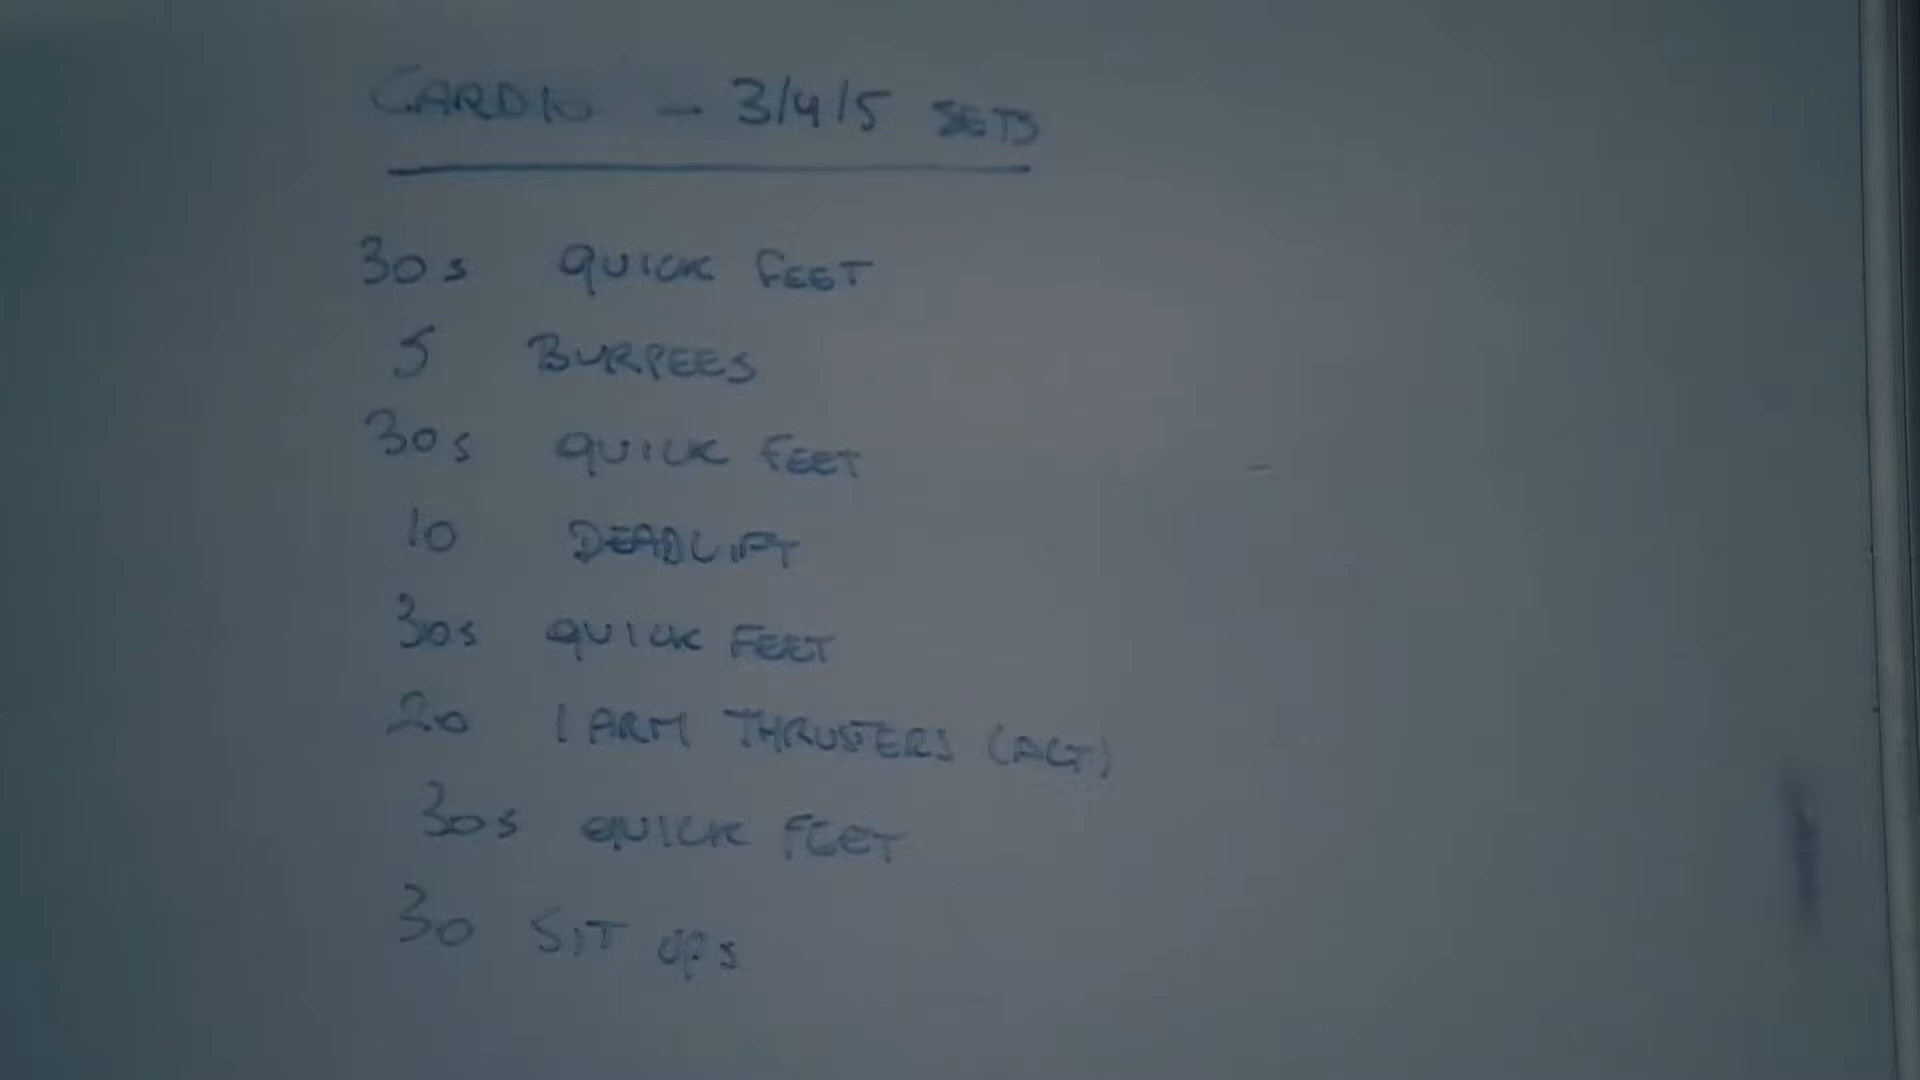 CARDIO - 3/4/5 SETS
30s QUICK FEET
5 BURPEES
30s QUICK FEET
10 DEADLIFT
30s QUICK FEET
20 1 ARM THRUSTERS (ALT)
30s QUICK FEET
30 SIT UPS